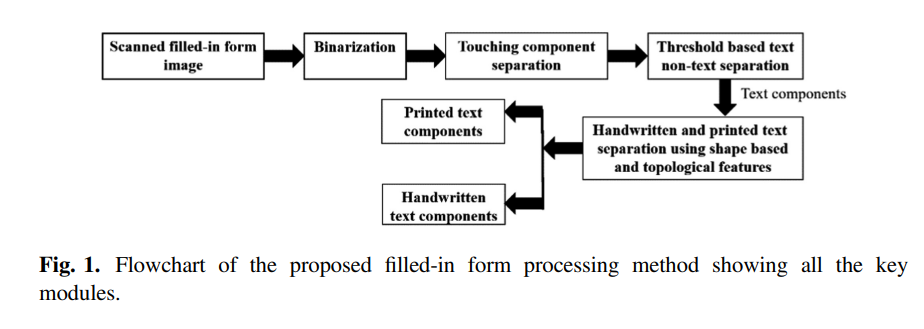 Scanned filled-in form
image
Binarization
Touching component
separation
Threshold based text
non-text separation
Text components
Handwritten and printed text
separation using shape based
and topological features
Printed text
components
Handwritten
text components
Fig. 1. Flowchart of the proposed filled-in form processing method showing all the key
modules.